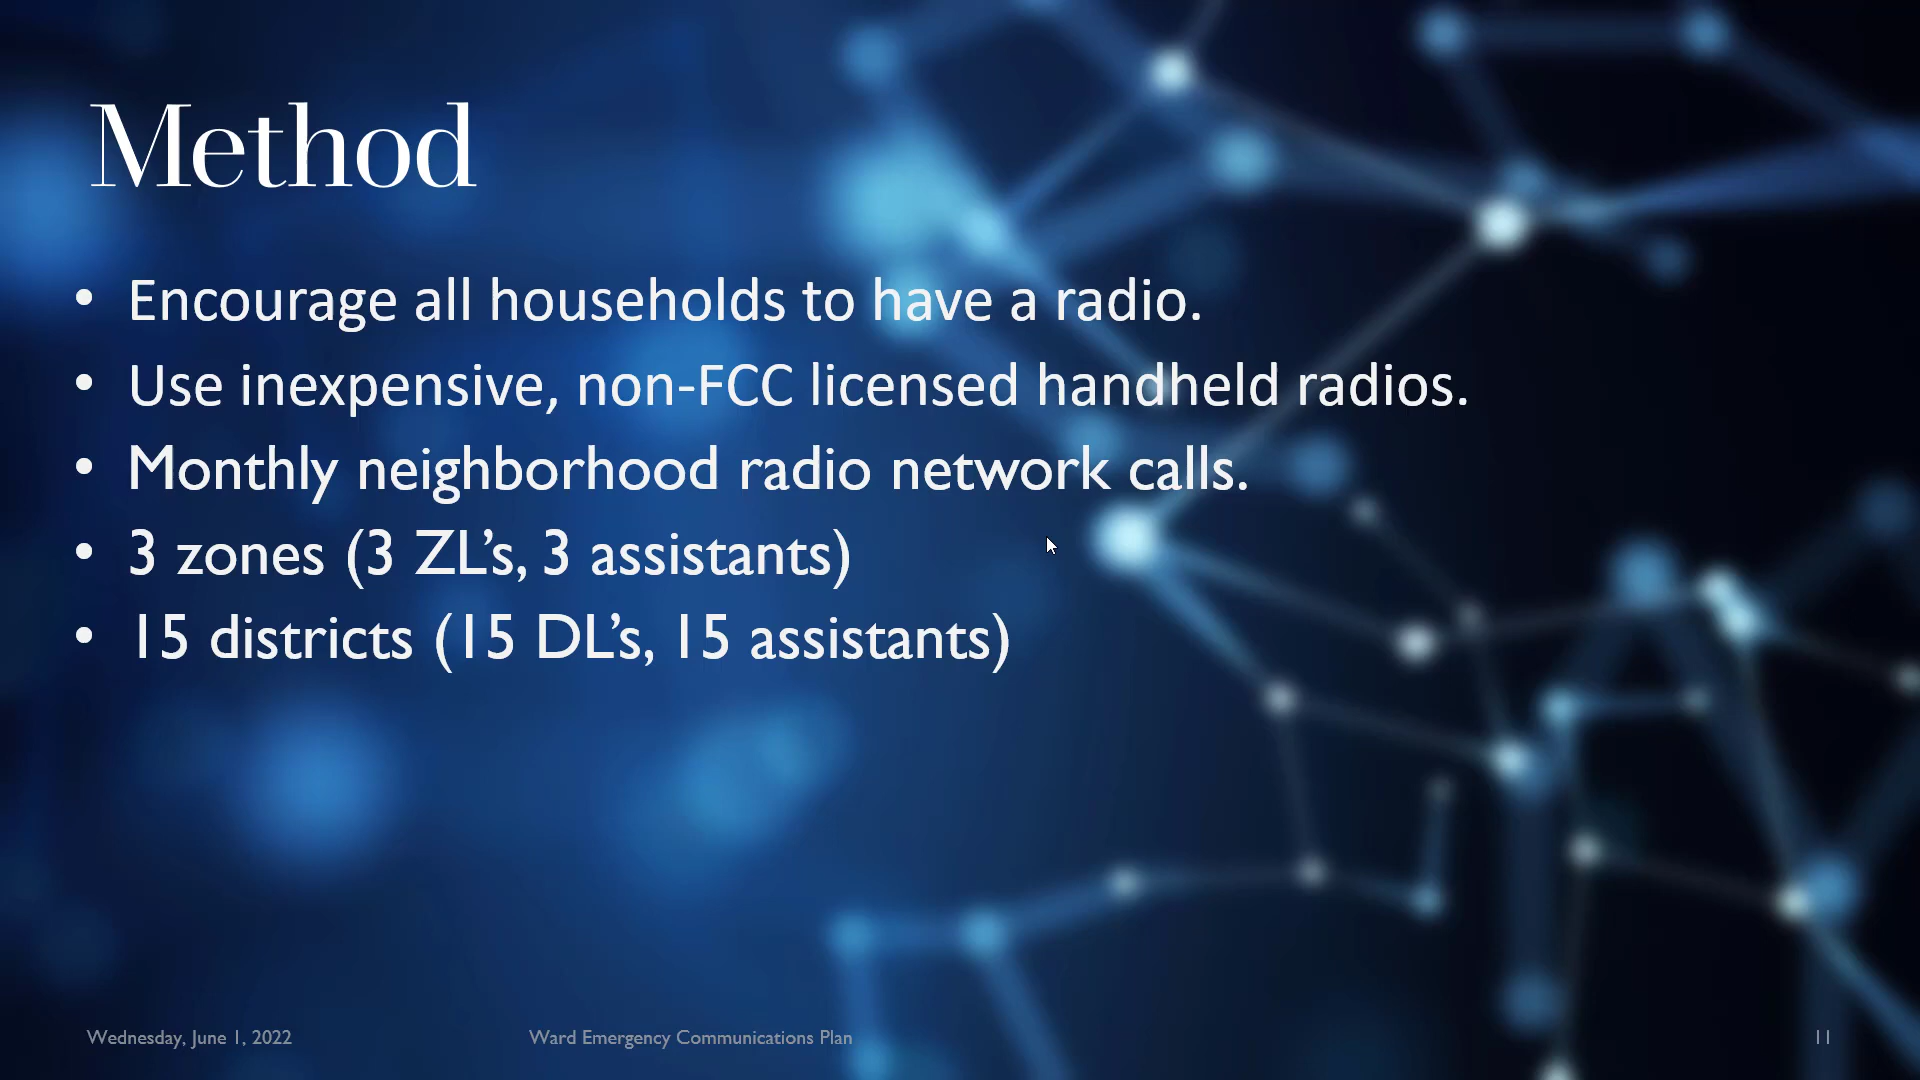 Method
• Encourage all households to have a radio.
• Use inexpensive, non-FCC licensed handheld radios.
• Monthly neighborhood radio network calls.
• 3 zones (3 ZL’s, 3 assistants)
• 15 districts (15 DL’s, 15 assistants)
Wednesday, June 1, 2022
Ward Emergency Communications Plan
11